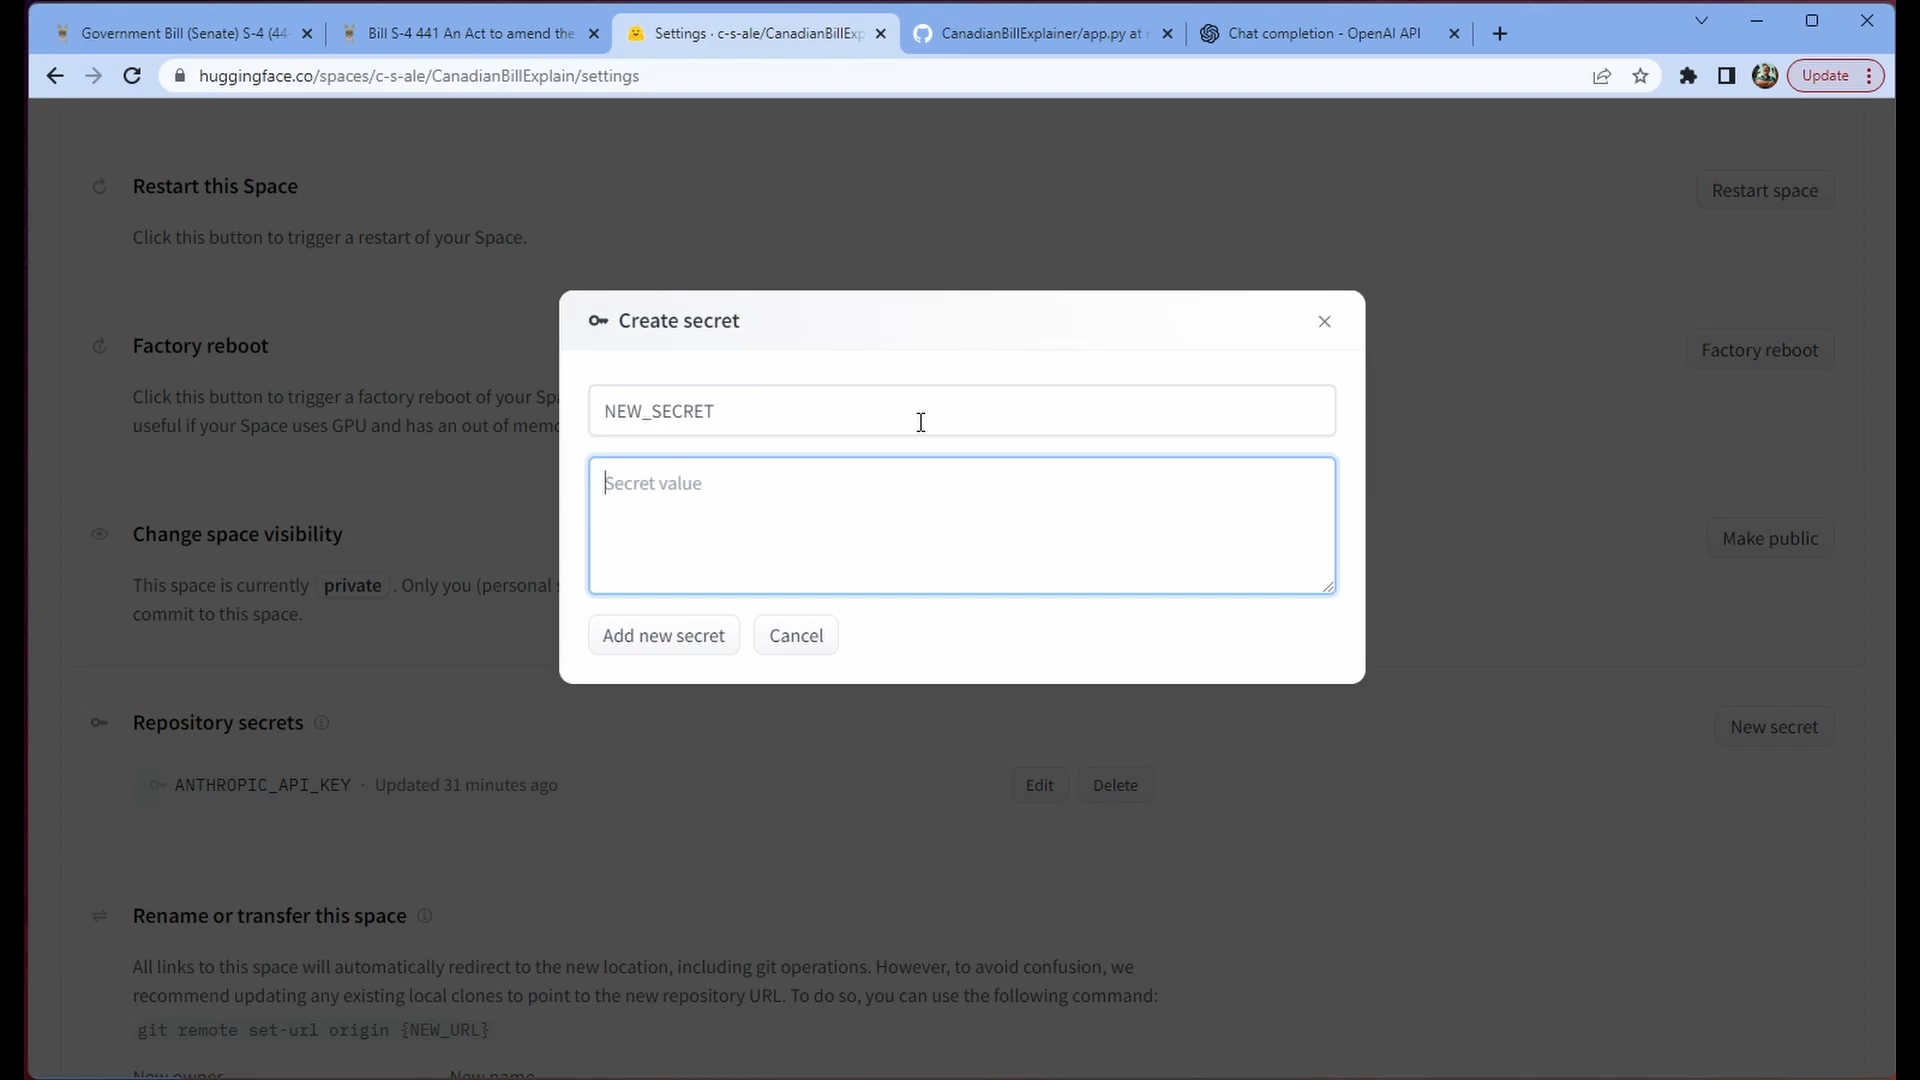 Government Bill (Senate) S-4 (44
Bill S-4 441 An Act to amend the
Settings · c-s-ale/CanadianBillExp
CanadianBillExplainer/app.py at
Chat completion - OpenAI API
huggingface.co/spaces/c-s-ale/CanadianBillExplain/settings
Update
Restart this Space
Restart space
Click this button to trigger a restart of your Space.
Create secret
Factory reboot
Factory reboot
Click this button to trigger a factory reboot of your Sp
useful if your Space uses GPU and has an out of memo
NEW_SECRET
Secret value
Change space visibility
Make public
This space is currently private . Only you (personal s
commit to this space.
Add new secret
Cancel
Repository secrets
New secret
ANTHROPIC_API_KEY · Updated 31 minutes ago
Edit
Delete
Rename or transfer this space
All links to this space will automatically redirect to the new location, including git operations. However, to avoid confusion, we
recommend updating any existing local clones to point to the new repository URL. To do so, you can use the following command:
git remote set-url origin {NEW_URL}
New owner
New name